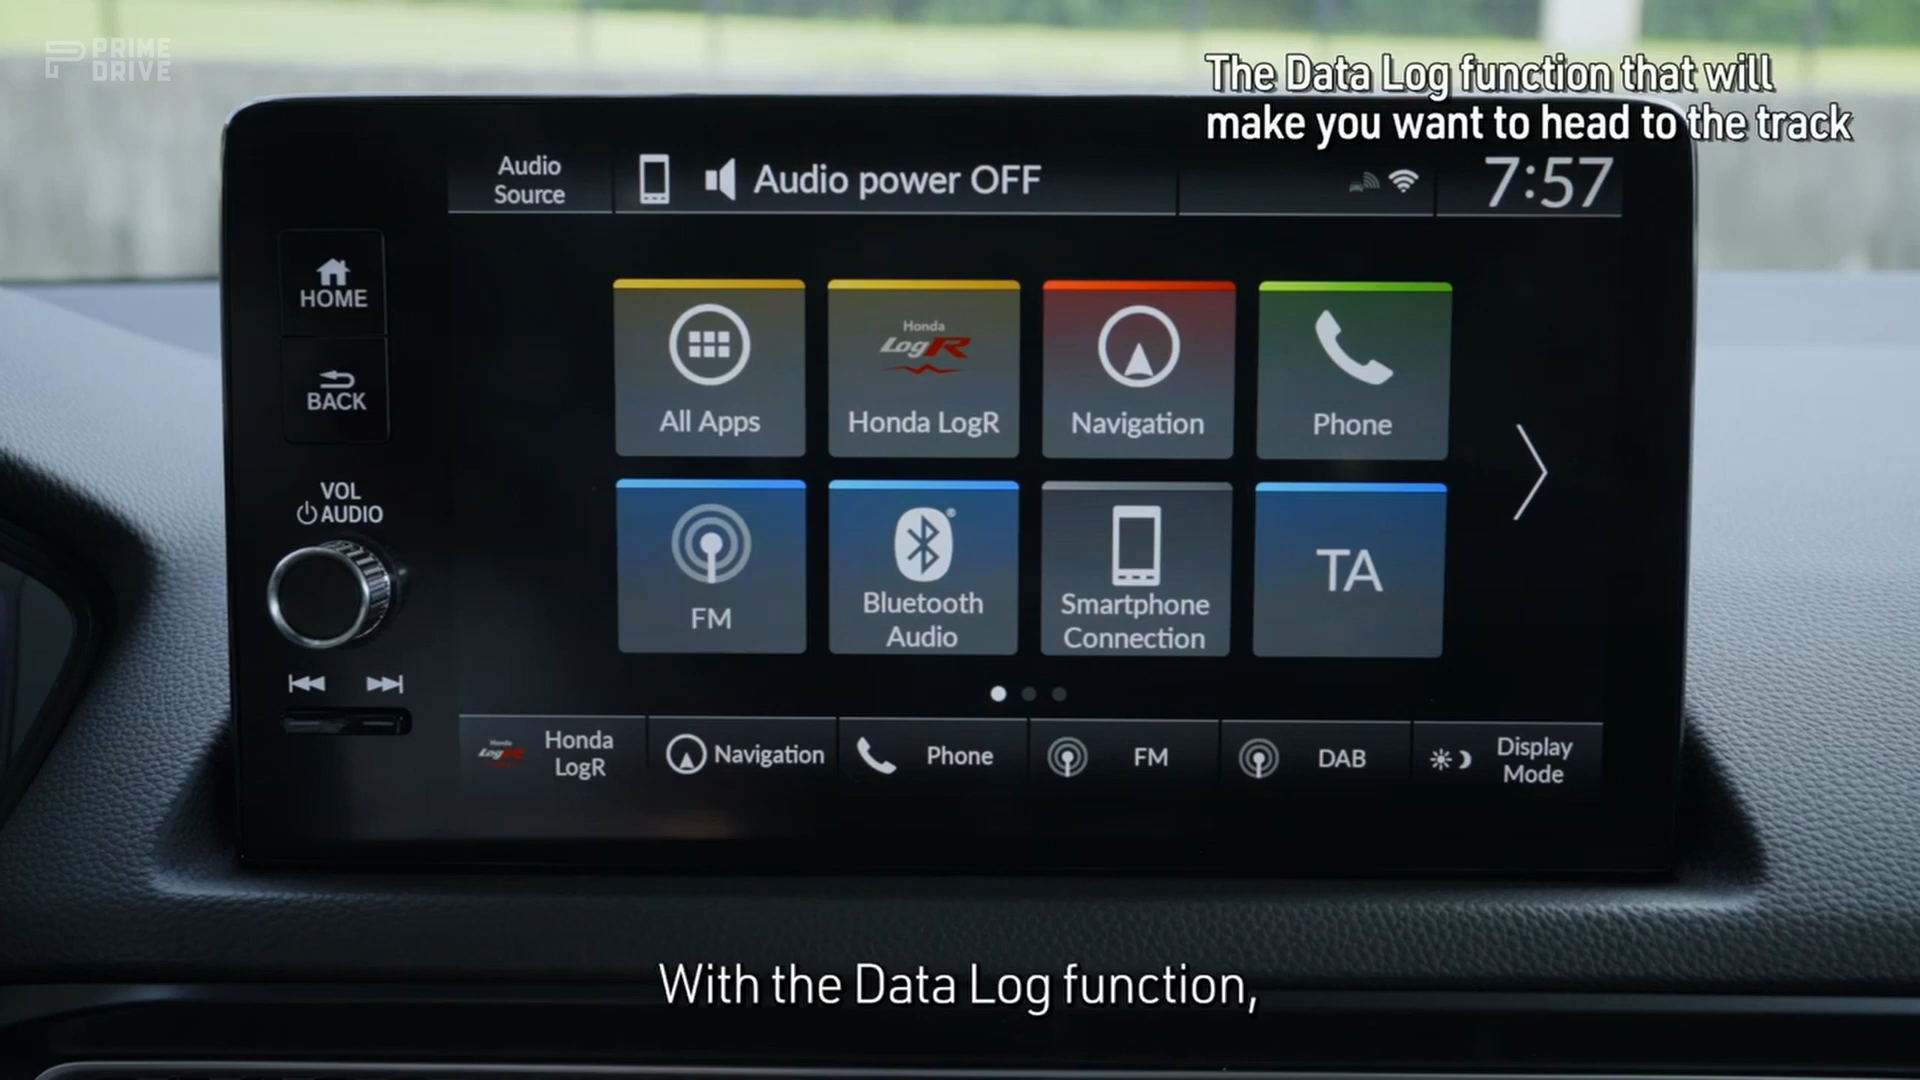 PRIME
DRIVE
The Data Log function that will
make you want to head to the track
Audio
Source
Audio power OFF
7:57
HOME
BACK
VOL
AUDIO
All Apps
Honda
LogR
Honda LogR
Navigation
Phone
FM
Bluetooth
Audio
Smartphone
Connection
TA
Honda
LogR
Honda
LogR
Navigation
Phone
FM
DAB
Display
Mode
With the Data Log function,